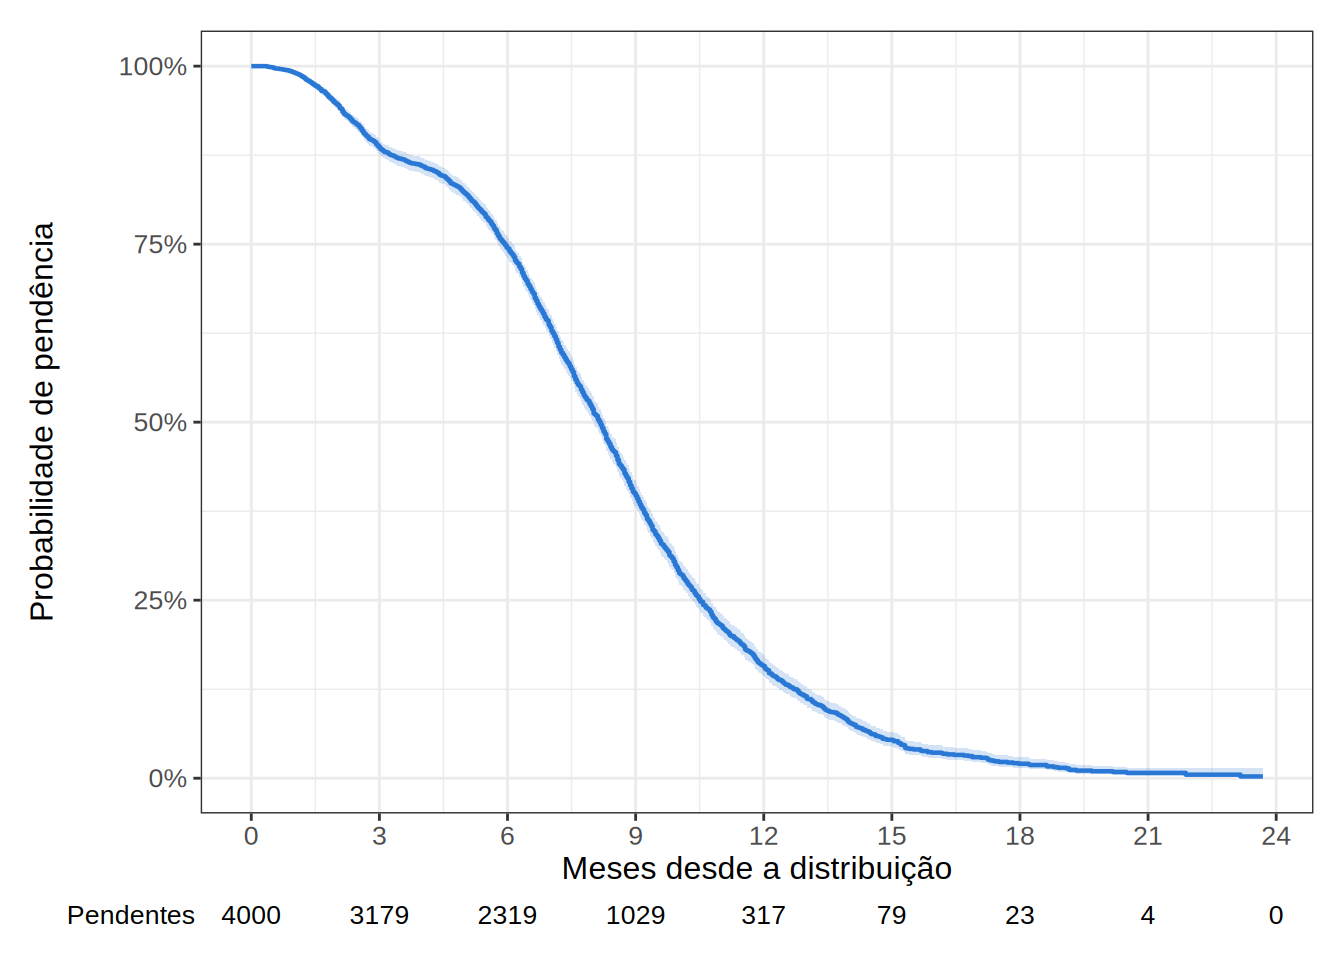 Probabilidade de pendência
100%
75%
50%
25%
0%
0 3 6 9 12 15 18 21 24
Meses desde a distribuição
Pendentes 4000 3179 2319 1029 317 79 23 4 0